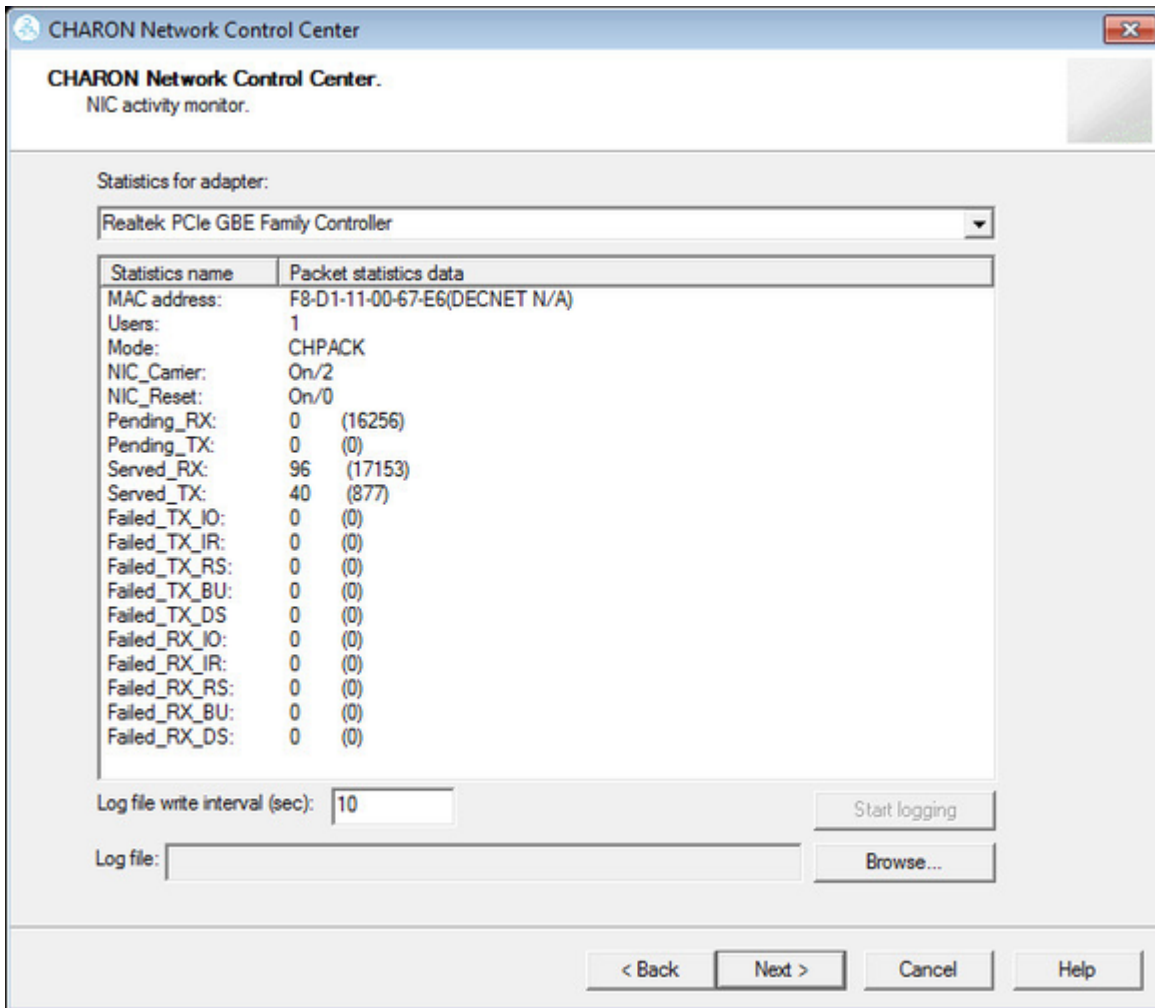 CHARON Network Control Center
CHARON Network Control Center.
NIC activity monitor.
Statistics for adapter:
Realtek PCIe GBE Family Controller
Statistics name Packet statistics data
MAC address: F8-D1-11-00-67-E6(DECNET N/A)
Users: 1
Mode: CHPACK
NIC_Carrier: On/2
NIC_Reset: On/0
Pending_RX: 0 (16256)
Pending_TX: 0 (0)
Served_RX: 96 (17153)
Served_TX: 40 (877)
Failed_TX_IO: 0 (0)
Failed_TX_IR: 0 (0)
Failed_TX_RS: 0 (0)
Failed_TX_BU: 0 (0)
Failed_TX_DS 0 (0)
Failed_RX_IO: 0 (0)
Failed_RX_IR: 0 (0)
Failed_RX_RS: 0 (0)
Failed_RX_BU: 0 (0)
Failed_RX_DS: 0 (0)
Log file write interval (sec): 10 Start logging
Log file: Browse...
< Back Next > Cancel Help